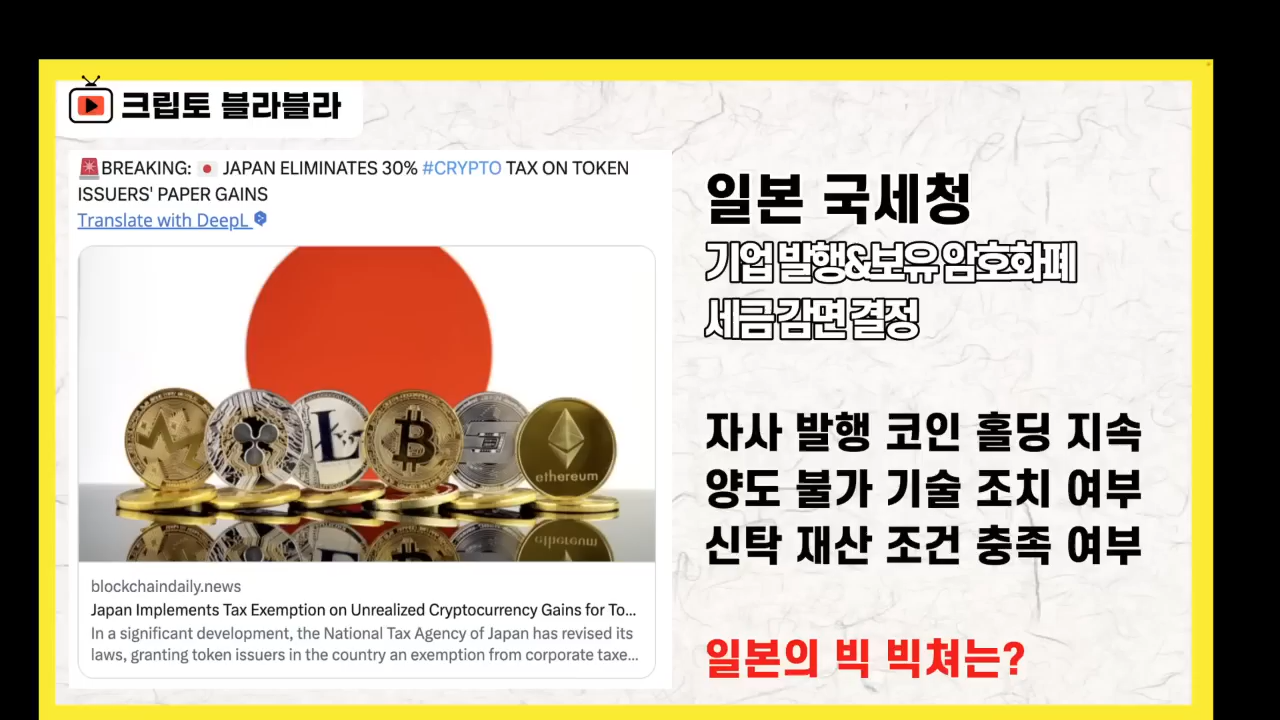 크립토 블라블라
🚨BREAKING: 🇯🇵 JAPAN ELIMINATES 30% #CRYPTO TAX ON TOKEN
ISSUERS' PAPER GAINS
Translate with DeepL
ethereum
blockchaindaily.news
Japan Implements Tax Exemption on Unrealized Cryptocurrency Gains for To...
In a significant development, the National Tax Agency of Japan has revised its
laws, granting token issuers in the country an exemption from corporate taxe...
일본 국세청
기업 발행&보유 암호화폐
세금 감면 결정
자사 발행 코인 홀딩 지속
양도 불가 기술 조치 여부
신탁 재산 조건 충족 여부
일본의 빅 빅쳐는?